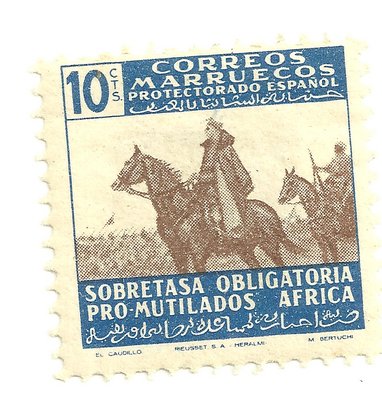 10 CTS.
CORREOS
MARRUECOS
PROTECTORADO ESPAÑOL
SOBRETASA OBLIGATORIA
PRO-MUTILADOS AFRICA
EL CAUDILLO. RIEUSSET S.A - HERALMI. M. BERTUCHI